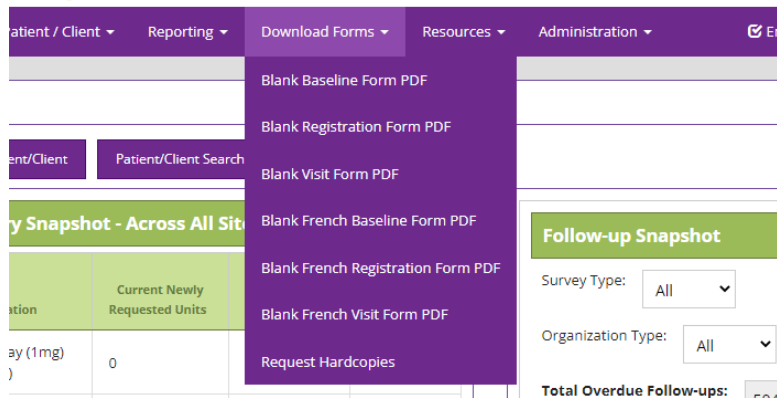 atient / Client Reporting Download Forms Resources Administration En
Blank Baseline Form PDF
Blank Registration Form PDF
Blank Visit Form PDF
Blank French Baseline Form PDF
Blank French Registration Form PDF
Blank French Visit Form PDF
Request Hardcopies
ent/Client Patient/Client Search
ry Snapshot - Across All Site
ation
Current Newly
Requested Units
ay (1mg)
)
0
Follow-up Snapshot
Survey Type: All
Organization Type: All
Total Overdue Follow-ups: